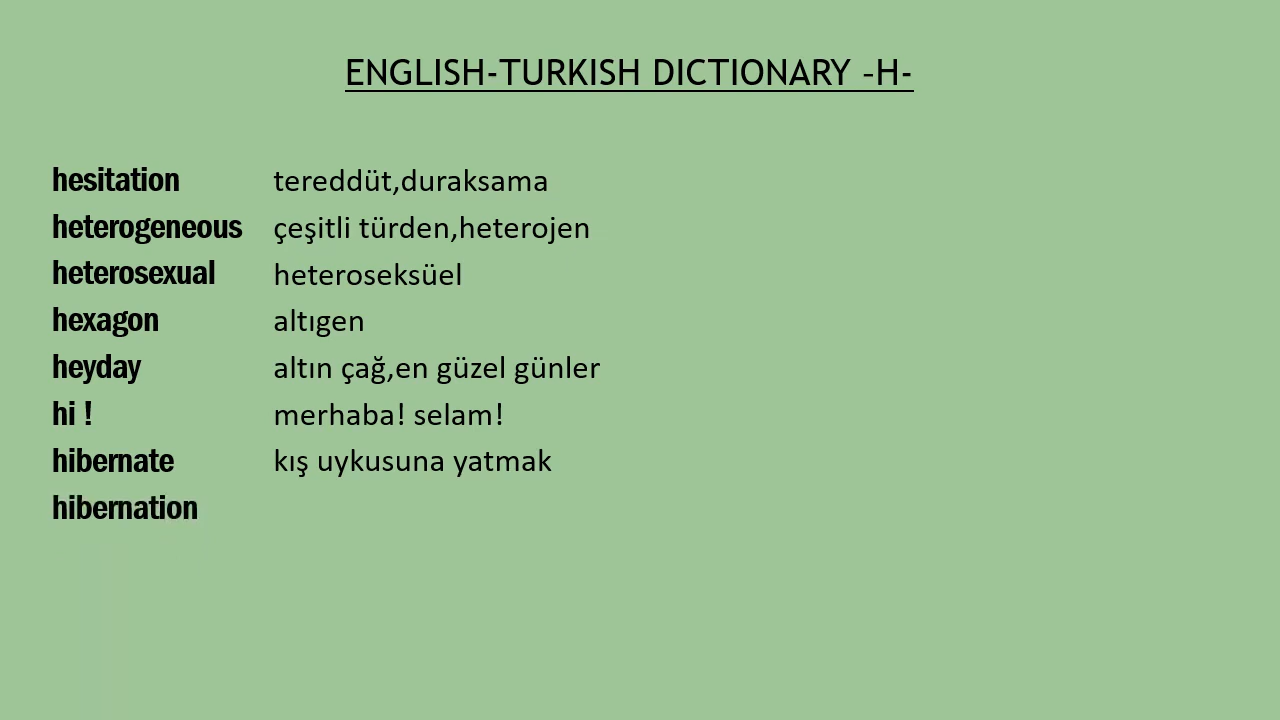 ENGLISH-TURKISH DICTIONARY –H-
hesitation tereddüt,duraksama
heterogeneous çeşitli türden,heterojen
heterosexual heteroseksüel
hexagon altıgen
heyday altın çağ,en güzel günler
hi ! merhaba! selam!
hibernate kış uykusuna yatmak
hibernation